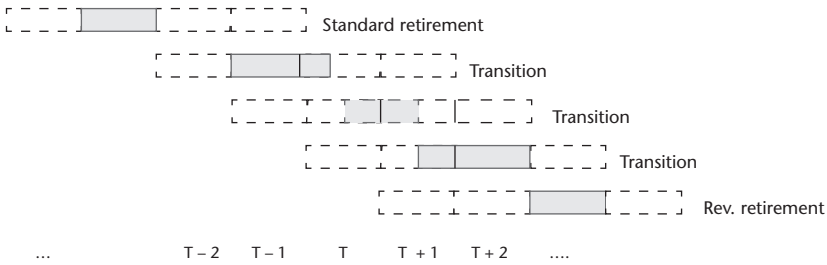 Standard retirement
Transition
Transition
Transition
Rev. retirement
... T – 2 T – 1 T T + 1 T + 2 ....